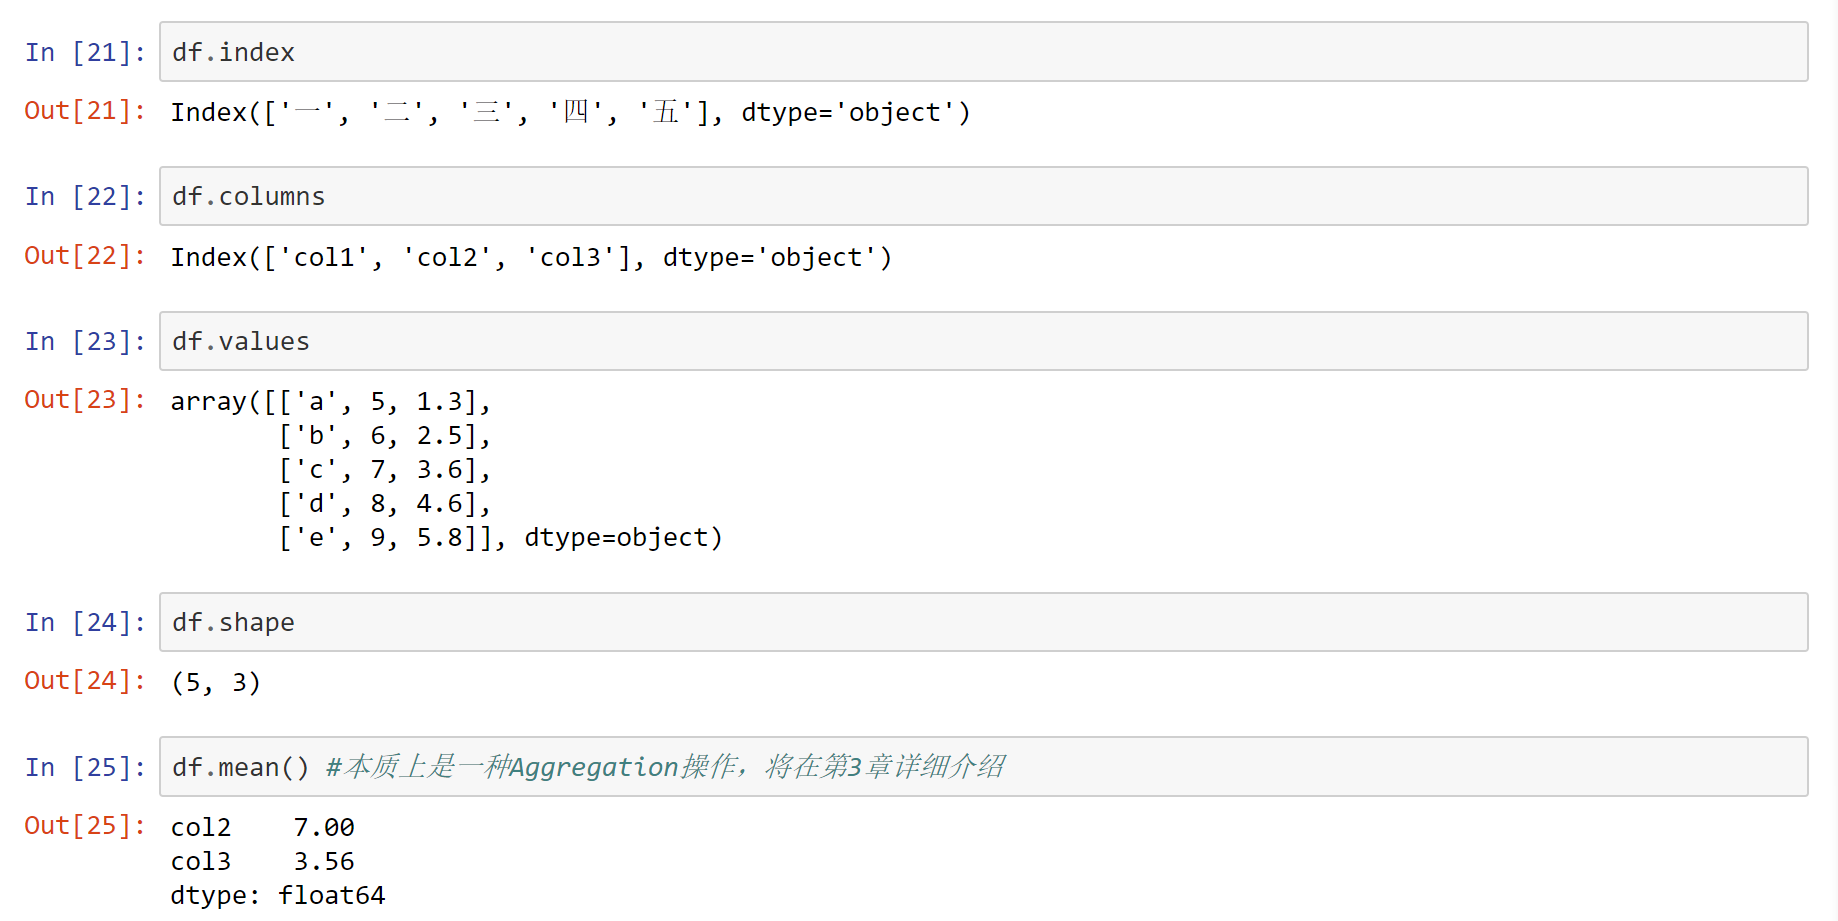 In [21]: df.index
Out[21]: Index(['一', '二', '三', '四', '五'], dtype='object')
In [22]: df.columns
Out[22]: Index(['col1', 'col2', 'col3'], dtype='object')
In [23]: df.values
Out[23]: array([['a', 5, 1.3],
['b', 6, 2.5],
['c', 7, 3.6],
['d', 8, 4.6],
['e', 9, 5.8]], dtype=object)
In [24]: df.shape
Out[24]: (5, 3)
In [25]: df.mean() #本质上是一种Aggregation操作，将在第3章详细介绍
Out[25]: col2    7.00
col3    3.56
dtype: float64